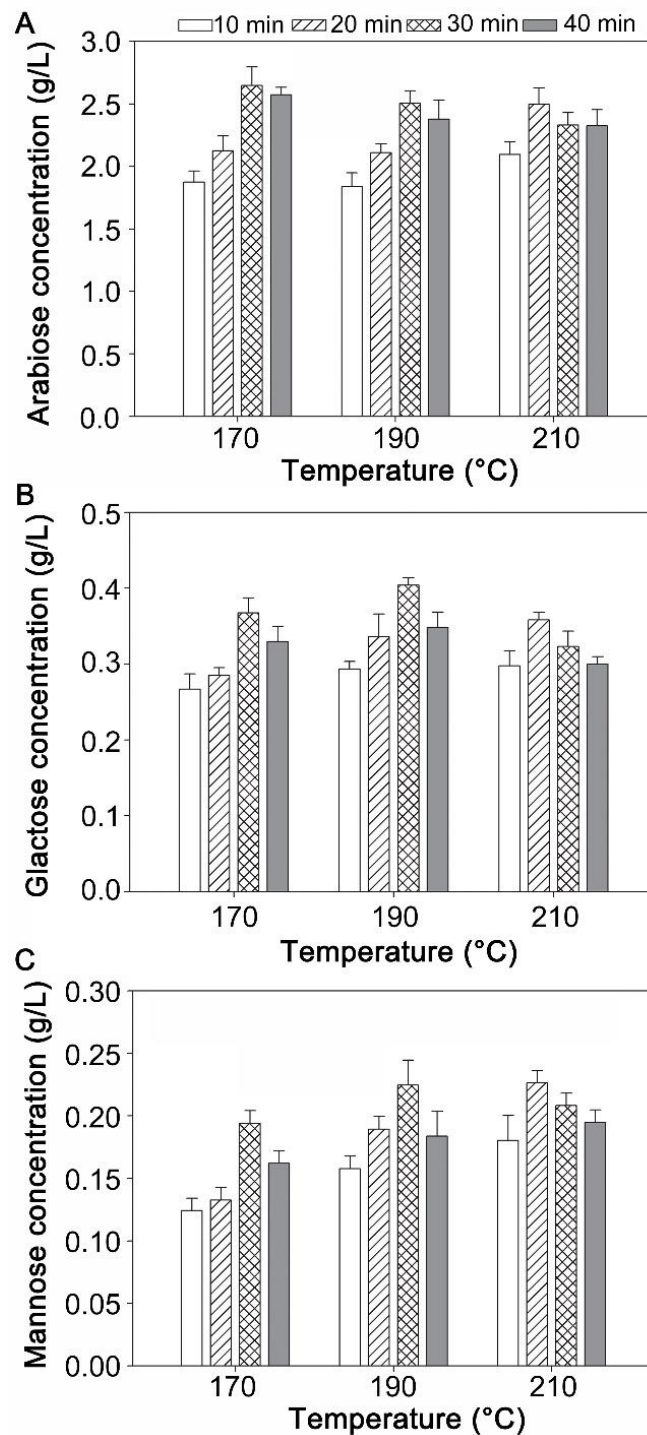 A
10 min 20 min 30 min 40 min
Arabiose concentration (g/L)
3.0
2.5
2.0
1.5
1.0
0.5
0.0
170 190 210
Temperature (°C)
B
Glactose concentration (g/L)
0.5
0.4
0.3
0.2
0.1
0.0
170 190 210
Temperature (°C)
C
Mannose concentration (g/L)
0.30
0.25
0.20
0.15
0.10
0.05
0.00
170 190 210
Temperature (°C)